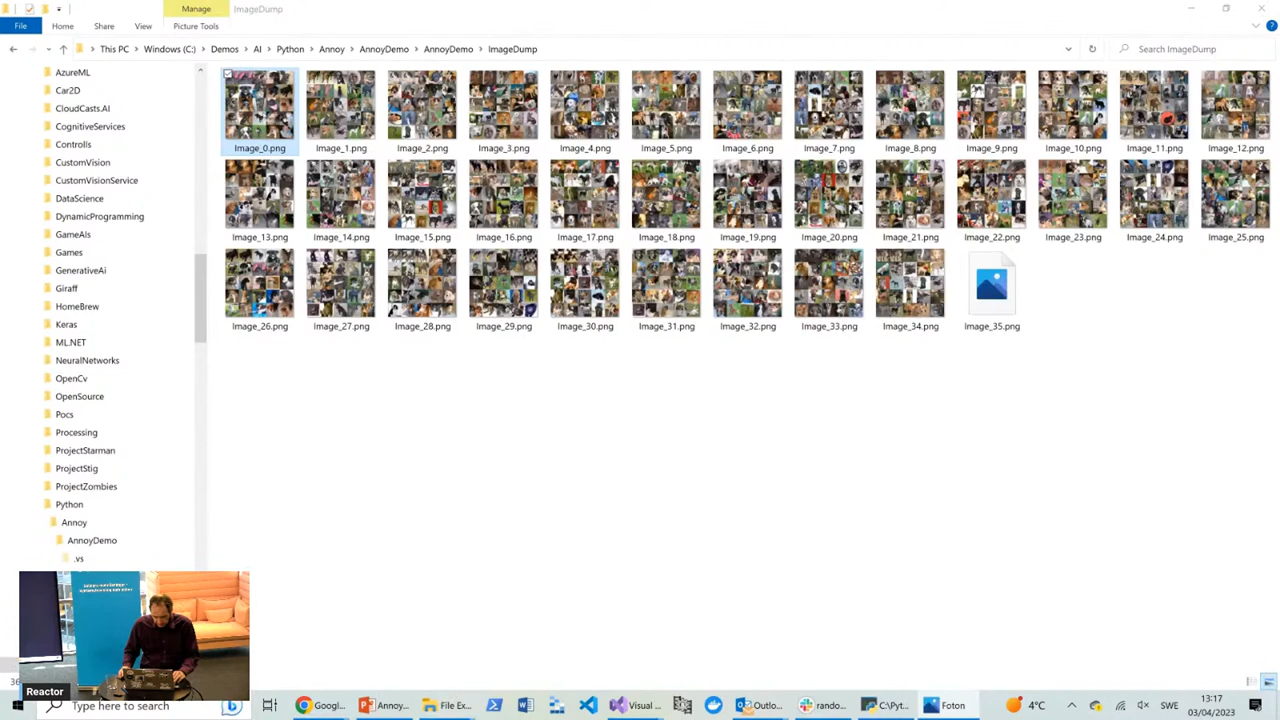 Manage
ImageDump
File
Home
Share
View
Picture Tools
This PC
Windows (C:)
Demos
AI
Python
Annoy
AnnoyDemo
AnnoyDemo
ImageDump
Search ImageDump
AzureML
Car2D
CloudCasts.AI
CognitiveServices
Controlls
CustomVision
CustomVisionService
DataScience
DynamicProgramming
GameAIs
Games
GenerativeAi
Giraff
HomeBrew
Keras
ML.NET
NeuralNetworks
OpenCv
OpenSource
Pocs
Processing
ProjectStarman
ProjectStig
ProjectZombies
Python
Annoy
AnnoyDemo
.vs
Image_0.png
Image_1.png
Image_2.png
Image_3.png
Image_4.png
Image_5.png
Image_6.png
Image_7.png
Image_8.png
Image_9.png
Image_10.png
Image_11.png
Image_12.png
Image_13.png
Image_14.png
Image_15.png
Image_16.png
Image_17.png
Image_18.png
Image_19.png
Image_20.png
Image_21.png
Image_22.png
Image_23.png
Image_24.png
Image_25.png
Image_26.png
Image_27.png
Image_28.png
Image_29.png
Image_30.png
Image_31.png
Image_32.png
Image_33.png
Image_34.png
Image_35.png
Reactor
Type here to search
Googl...
Annoy...
File Ex...
Visual ...
Outlo...
rando...
C:\Pyt...
Foton
4°C
SWE
13:17
03/04/2023